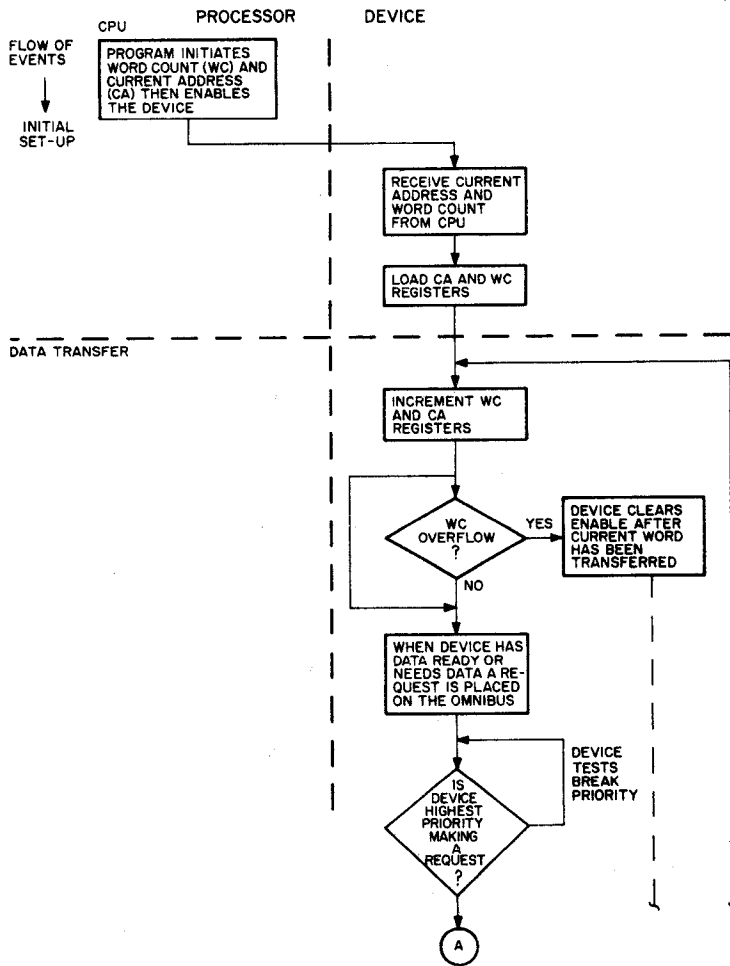 PROCESSOR
DEVICE
FLOW OF
EVENTS
INITIAL
SET-UP
CPU
PROGRAM INITIATES
WORD COUNT (WC) AND
CURRENT ADDRESS
(CA) THEN ENABLES
THE DEVICE
RECEIVE CURRENT
ADDRESS AND
WORD COUNT
FROM CPU
LOAD CA AND WC
REGISTERS
DATA TRANSFER
INCREMENT WC
AND CA
REGISTERS
WC
OVERFLOW
?
YES
DEVICE CLEARS
ENABLE AFTER
CURRENT WORD
HAS BEEN
TRANSFERRED
NO
WHEN DEVICE HAS
DATA READY OR
NEEDS DATA A RE-
QUEST IS PLACED
ON THE OMNIBUS
DEVICE
TESTS
BREAK
PRIORITY
IS
DEVICE
HIGHEST
PRIORITY
MAKING
A
REQUEST
?
A